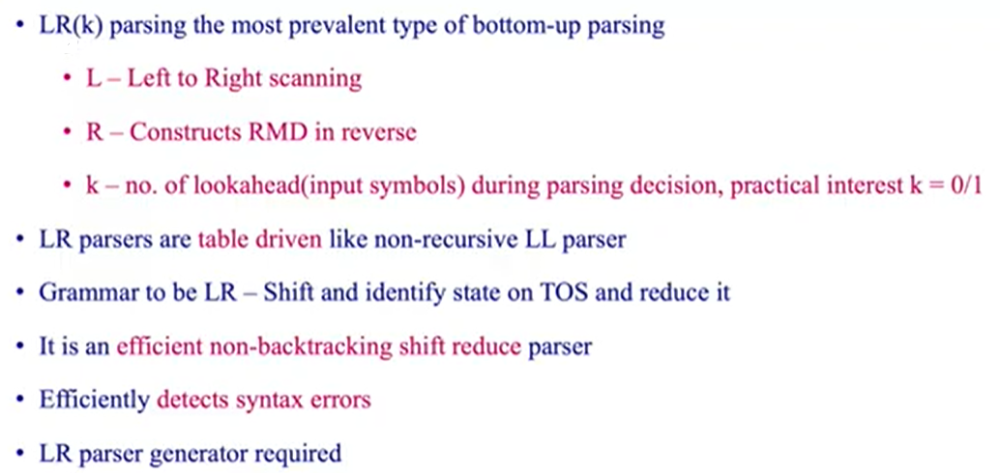 • LR(k) parsing the most prevalent type of bottom-up parsing
• L – Left to Right scanning
• R – Constructs RMD in reverse
• k – no. of lookahead(input symbols) during parsing decision, practical interest k = 0/1
• LR parsers are table driven like non-recursive LL parser
• Grammar to be LR – Shift and identify state on TOS and reduce it
• It is an efficient non-backtracking shift reduce parser
• Efficiently detects syntax errors
• LR parser generator required